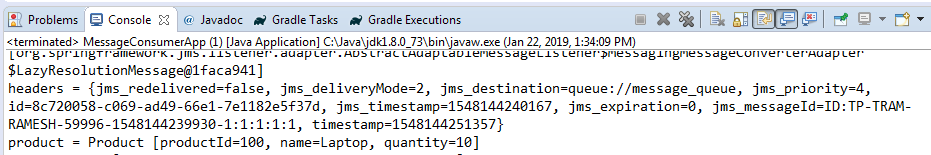 Problems Console @ Javadoc Gradle Tasks Gradle Executions
<terminated> MessageConsumerApp (1) [Java Application] C:\Java\jdk1.8.0_73\bin\javaw.exe (Jan 22, 2019, 1:34:09 PM)
[org.springframework.jms.listener.adapter.AbstractAdaptableMessageListener$MessagingMessageConverterAdapter
$LazyResolutionMessage@1faca941]
headers = {jms_redelivered=false, jms_deliveryMode=2, jms_destination=queue://message_queue, jms_priority=4,
id=8c720058-c069-ad49-66e1-7e1182e5f37d, jms_timestamp=1548144240167, jms_expiration=0, jms_messageId=ID:TP-TRAM-
RAMESH-59996-1548144239930-1:1:1:1:1, timestamp=1548144251357}
product = Product [productId=100, name=Laptop, quantity=10]